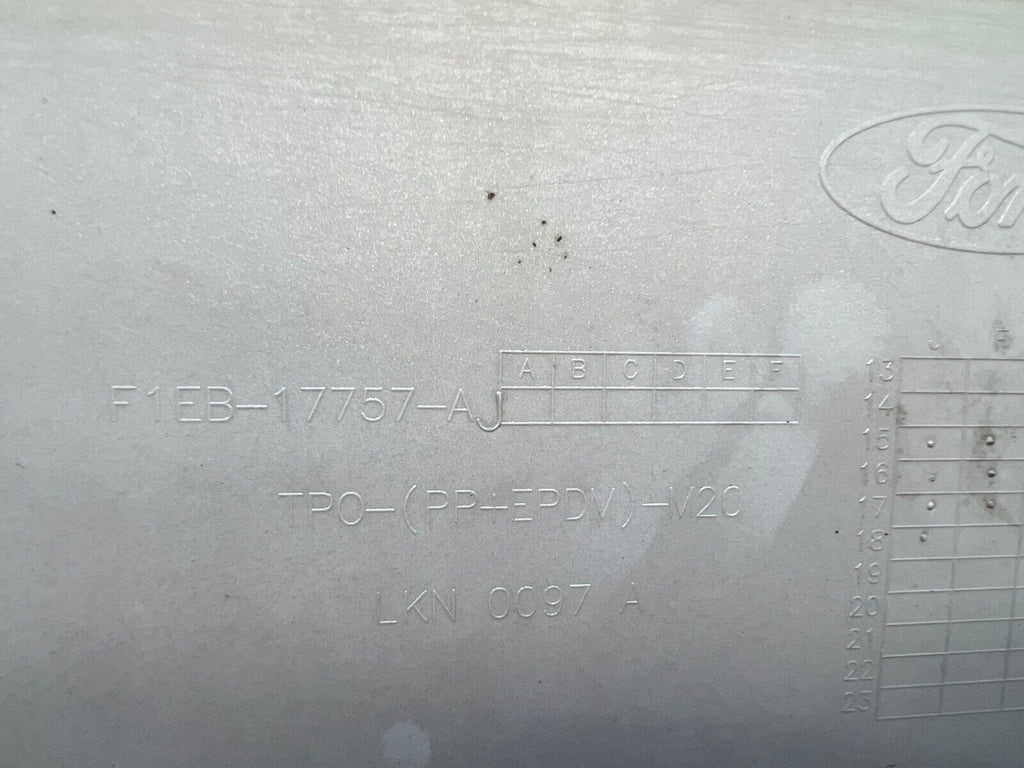 Ford
A B C D E F
F1EB-17757-AJ
TPO-(PP+EPDM)-V20
LKN 0097 A
J
13
14
15
16
17
18
19
20
21
22
23